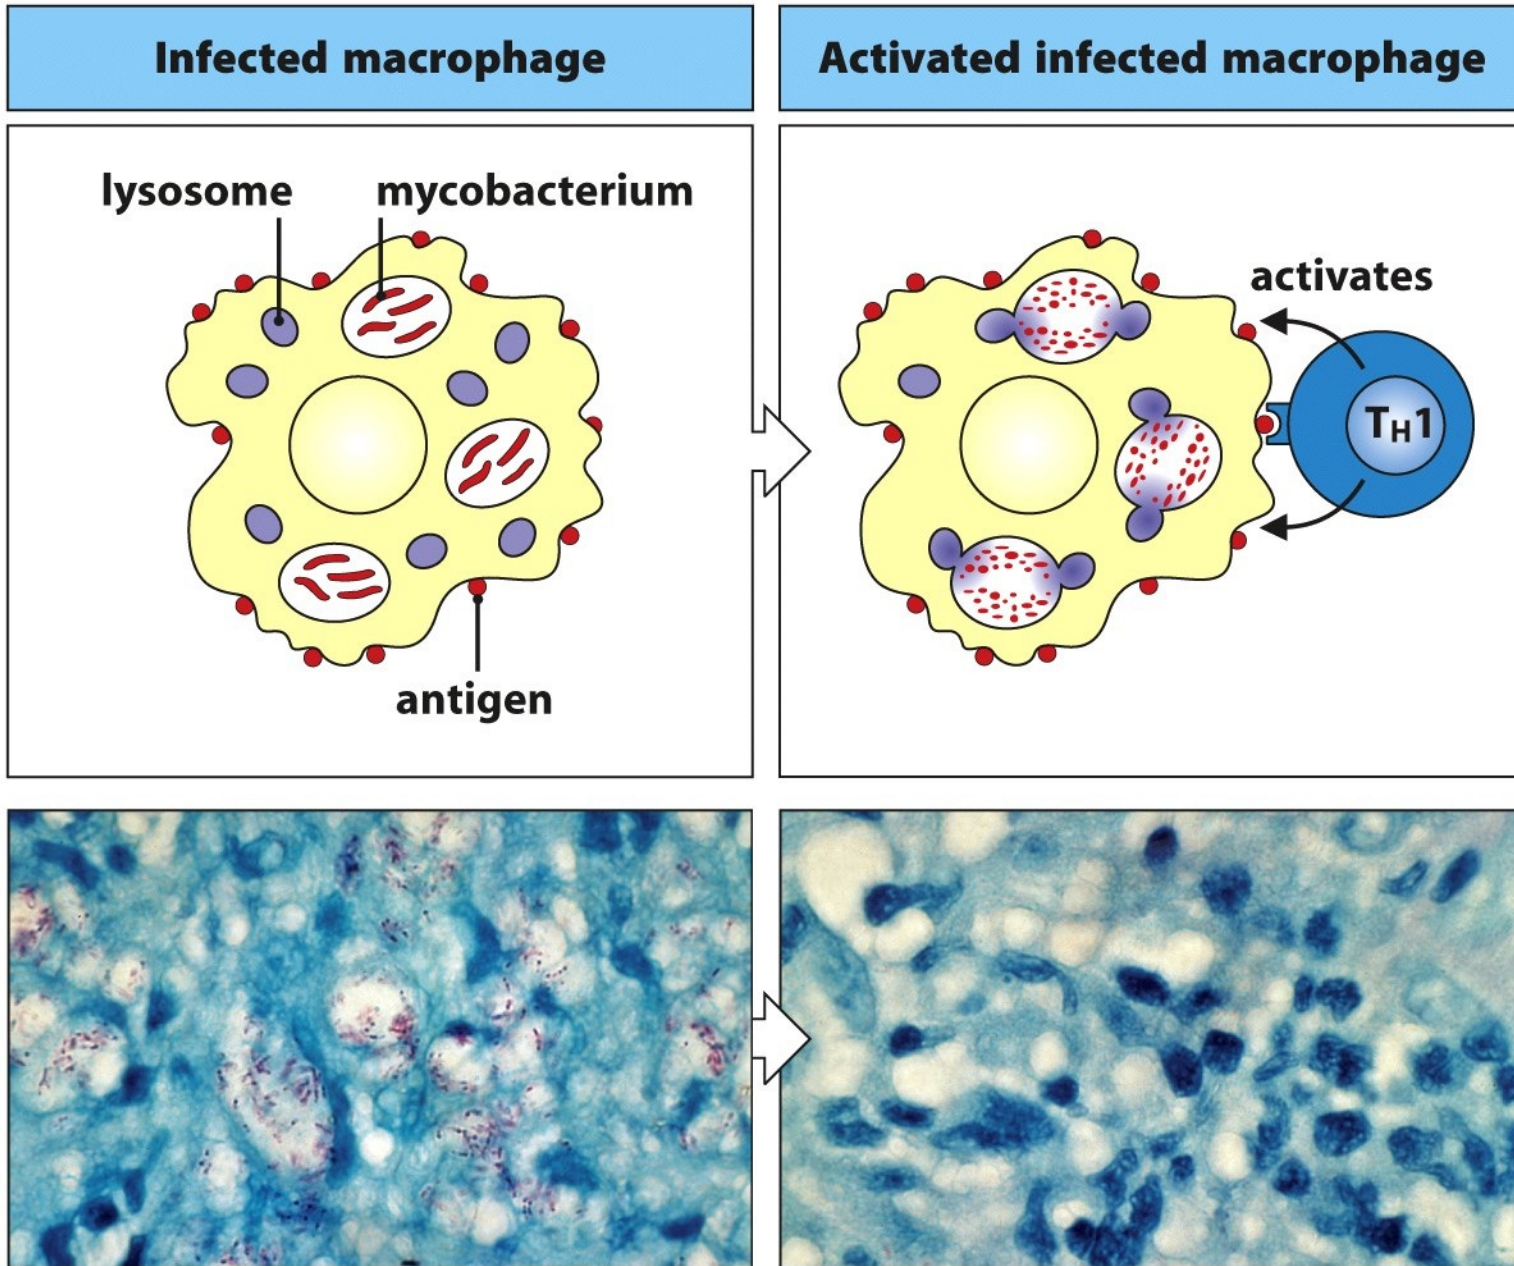 Infected macrophage
Activated infected macrophage
lysosome
mycobacterium
antigen
activates
TH1